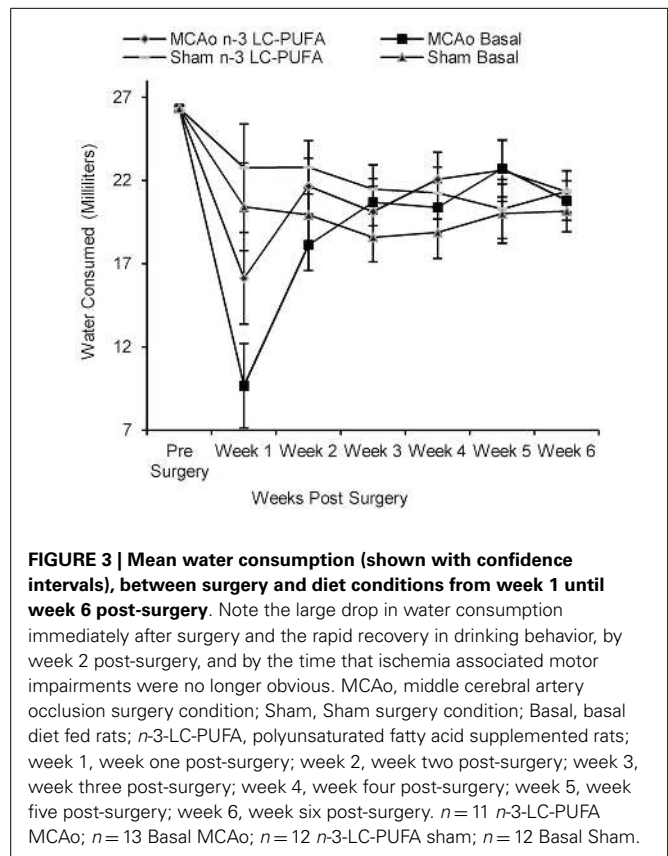 MCAo n-3 LC-PUFA MCAo Basal
Sham n-3 LC-PUFA Sham Basal
27
22
17
12
7
Water Consumed (Milliliters)
Pre Surgery Week 1 Week 2 Week 3 Week 4 Week 5 Week 6
Weeks Post Surgery
FIGURE 3 | Mean water consumption (shown with confidence
intervals), between surgery and diet conditions from week 1 until
week 6 post-surgery. Note the large drop in water consumption
immediately after surgery and the rapid recovery in drinking behavior, by
week 2 post-surgery, and by the time that ischemia associated motor
impairments were no longer obvious. MCAo, middle cerebral artery
occlusion surgery condition; Sham, Sham surgery condition; Basal, basal
diet fed rats; n-3-LC-PUFA, polyunsaturated fatty acid supplemented rats;
week 1, week one post-surgery; week 2, week two post-surgery; week 3,
week three post-surgery; week 4, week four post-surgery; week 5, week
five post-surgery; week 6, week six post-surgery. n = 11 n-3-LC-PUFA
MCAo; n = 13 Basal MCAo; n = 12 n-3-LC-PUFA sham; n = 12 Basal Sham.